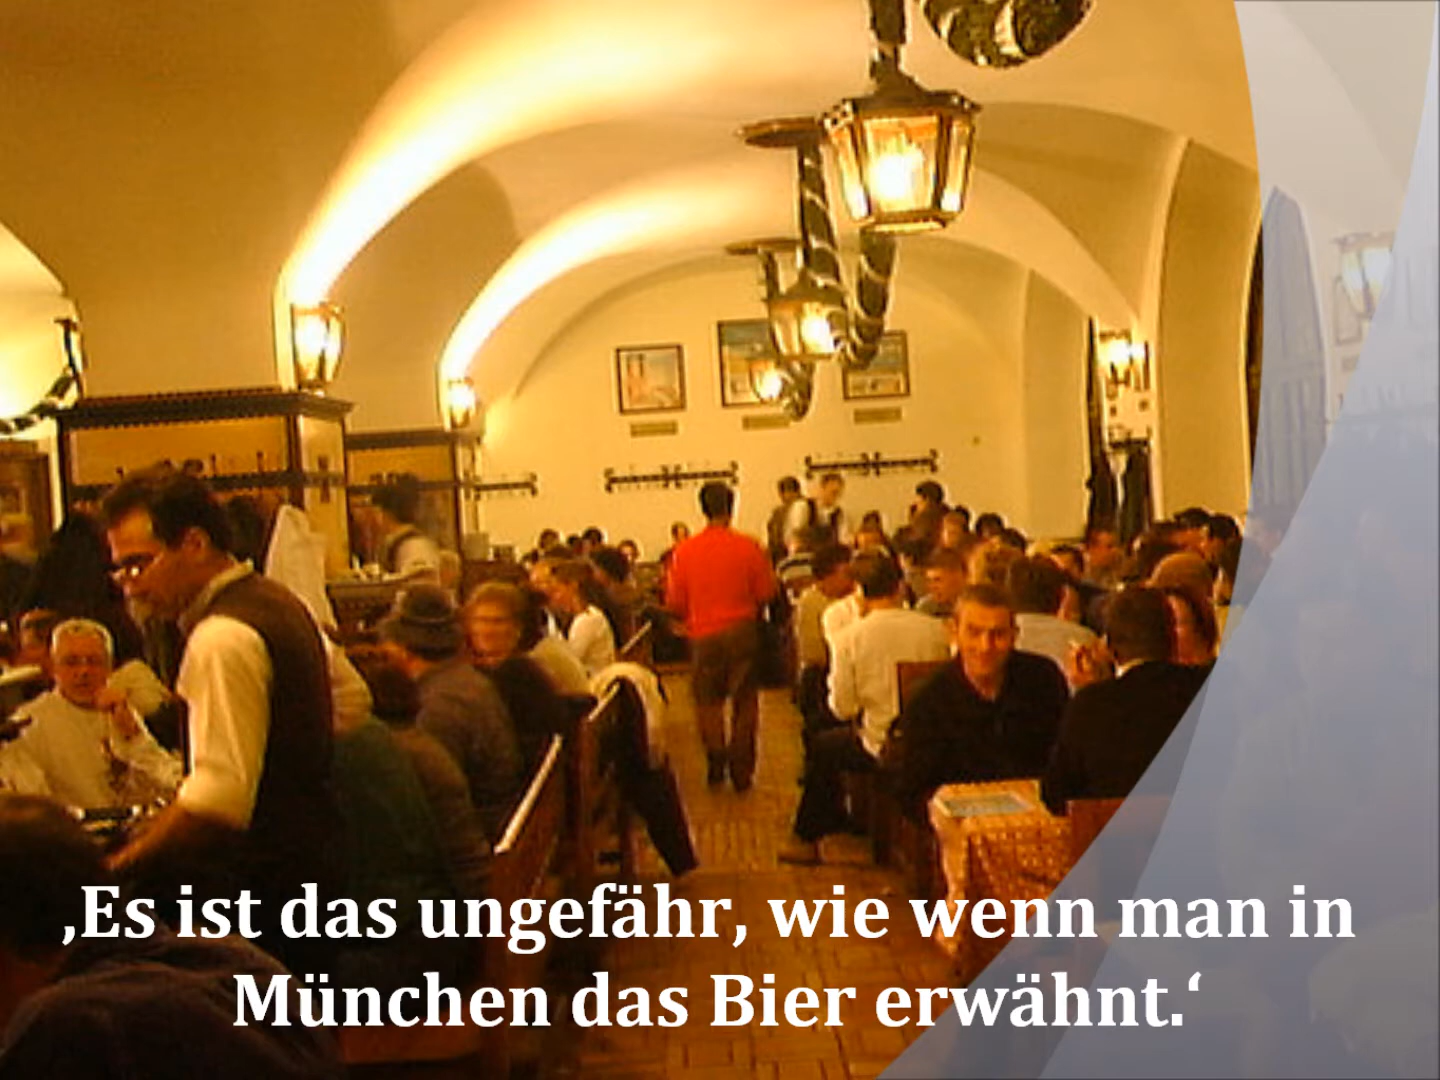 ‚Es ist das ungefähr, wie wenn man in
München das Bier erwähnt.‘